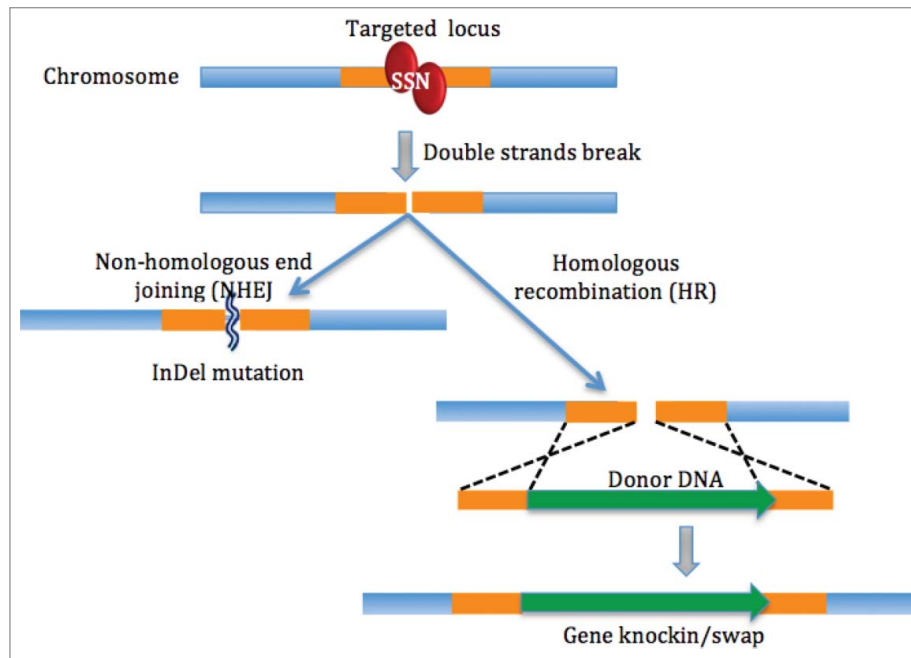 Targeted locus
Chromosome
SSN
Double strands break
Non-homologous end
joining (NHEJ
Homologous
recombination (HR)
InDel mutation
Donor DNA
Gene knockin/swap